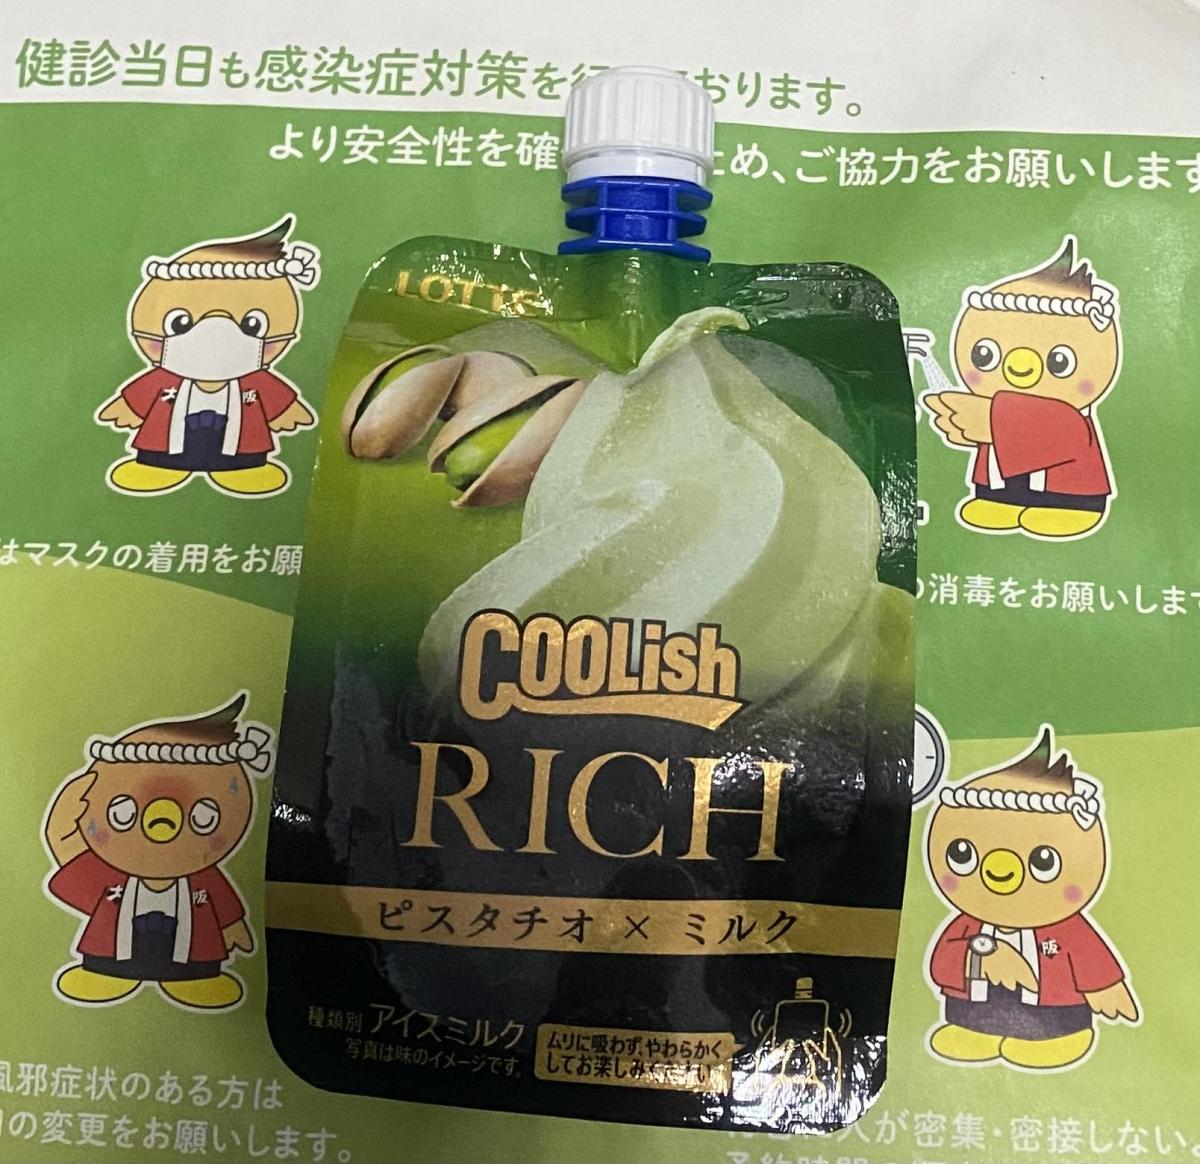 健診当日も感染症対策を行 おります。
より安全性を確 ため、ご協力をお願いします
LOTTE
大阪
はマスクの着用をお願
の消毒をお願いします
COOLish
RICH
ピスタチオ × ミルク
大阪
阪
種類別 アイスミルク
写真は味のイメージです。
ムリに吸わず、やわらかく
してお楽しみください
風邪症状のある方は
の変更をお願いします。
人が密集・密接しない